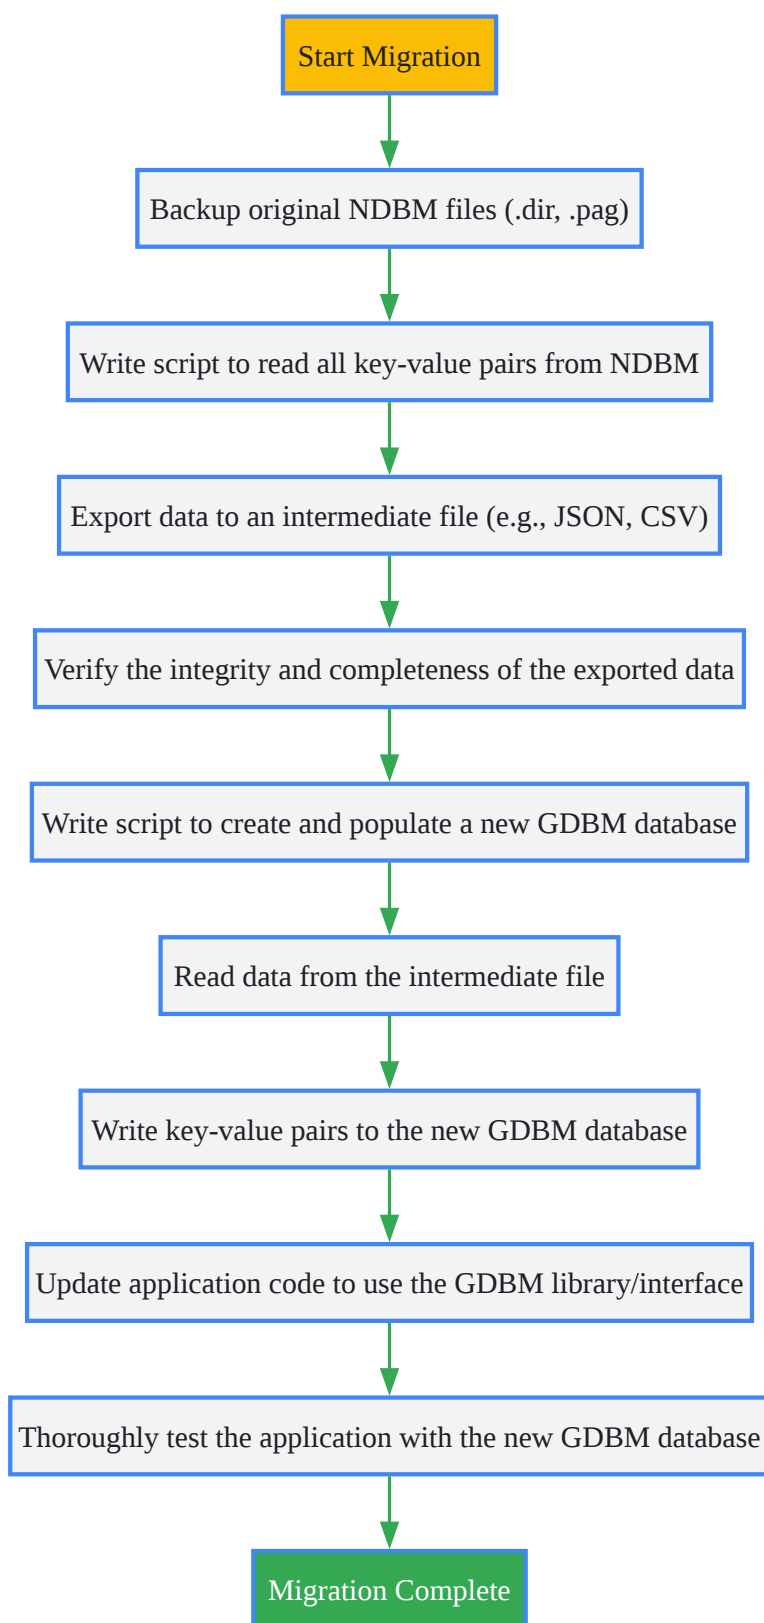 Start Migration
Backup original NDBM files (.dir, .pag)
Write script to read all key-value pairs from NDBM
Export data to an intermediate file (e.g., JSON, CSV)
Verify the integrity and completeness of the exported data
Write script to create and populate a new GDBM database
Read data from the intermediate file
Write key-value pairs to the new GDBM database
Update application code to use the GDBM library/interface
Thoroughly test the application with the new GDBM database
Migration Complete